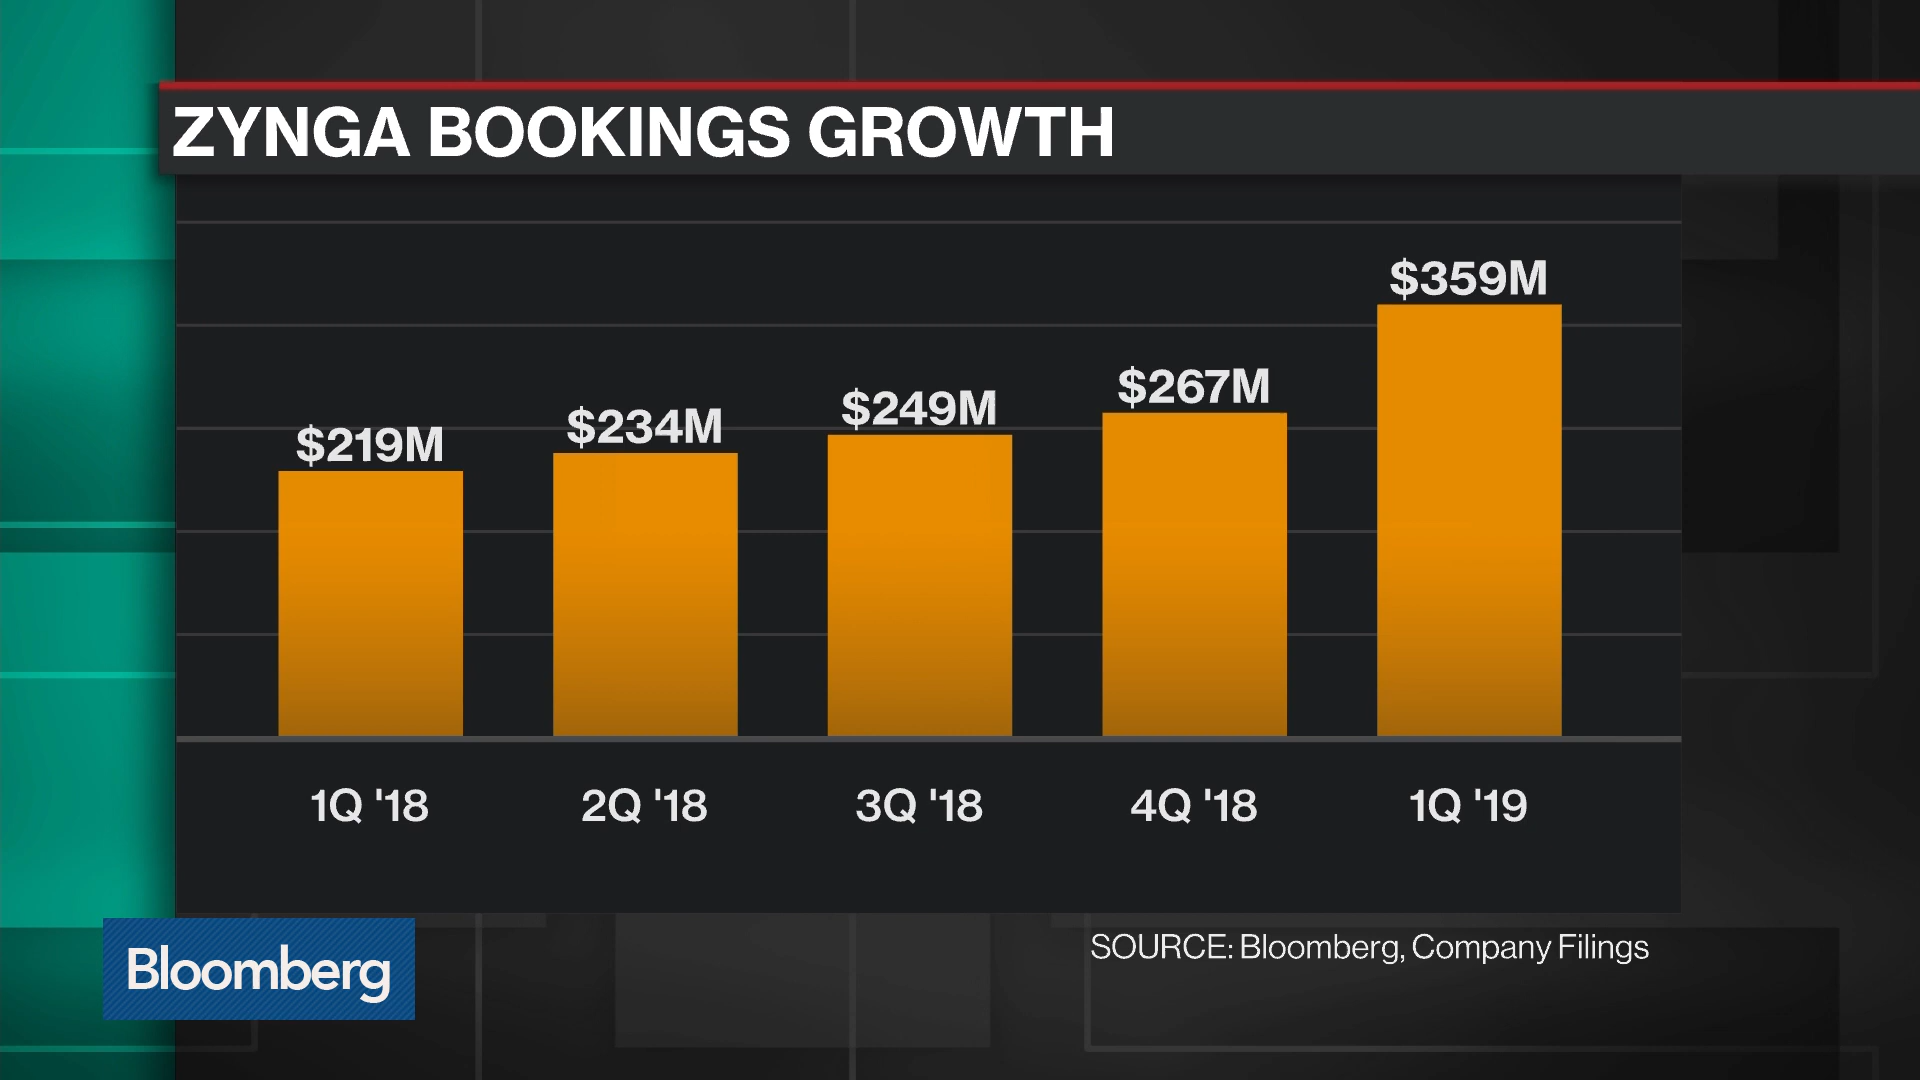 ZYNGA BOOKINGS GROWTH
$219M
$234M
$249M
$267M
$359M
1Q '18
2Q '18
3Q '18
4Q '18
1Q '19
SOURCE: Bloomberg, Company Filings
Bloomberg